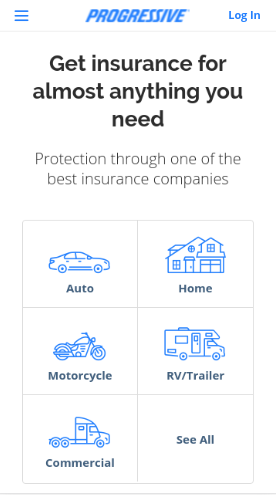 PROGRESSIVE
Log In
Get insurance for
almost anything you
need
Protection through one of the
best insurance companies
Auto
Home
Motorcycle
RV/Trailer
Commercial
See All